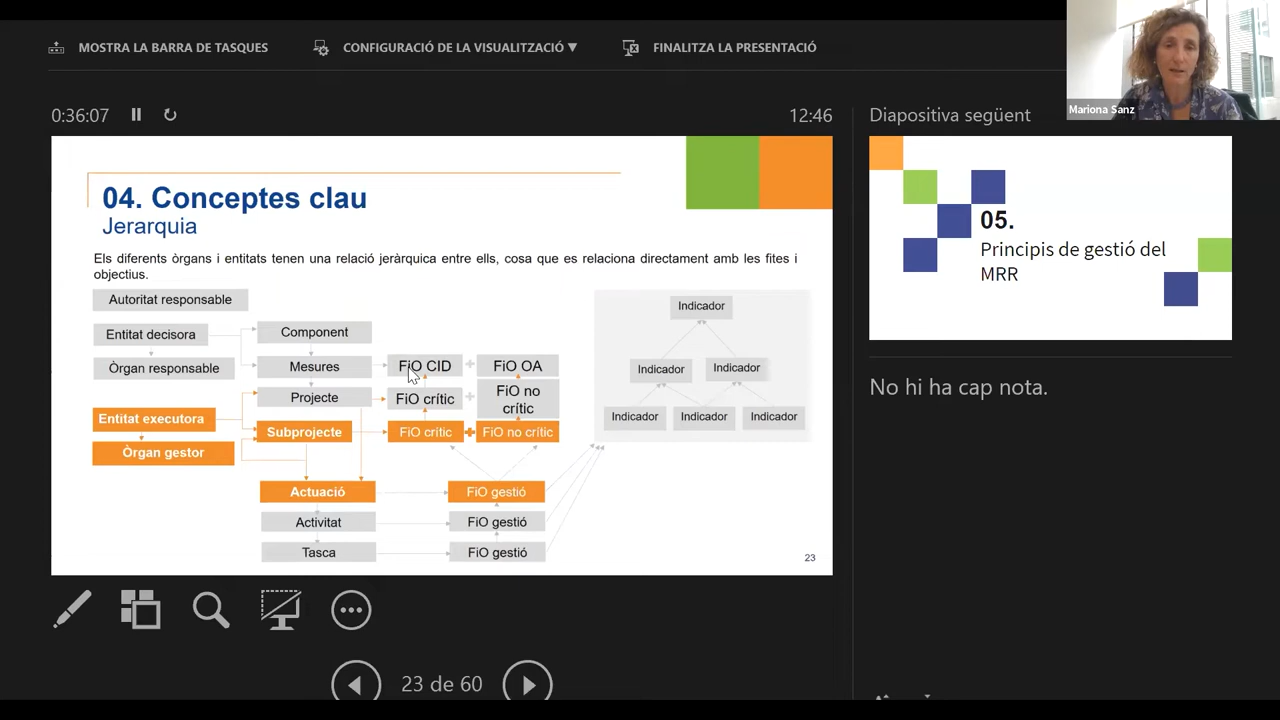 MOSTRA LA BARRA DE TASQUES
CONFIGURACIÓ DE LA VISUALITZACIÓ ▼
FINALITZA LA PRESENTACIÓ
Mariona Sanz
0:36:07
12:46
Diapositiva següent
04. Conceptes clau
Jerarquia
Els diferents òrgans i entitats tenen una relació jeràrquica entre ells, cosa que es relaciona directament amb les fites i
objectius.
Autoritat responsable
Entitat decisora
Òrgan responsable
Entitat executora
Òrgan gestor
Component
Mesures
Projecte
Subprojecte
Actuació
Activitat
Tasca
FiO CID
FiO OA
FiO crític
FiO no
crític
FiO crític
FiO no crític
FiO gestió
FiO gestió
FiO gestió
Indicador
Indicador
Indicador
Indicador
Indicador
Indicador
23
05.
Principis de gestió del
MRR
No hi ha cap nota.
23 de 60